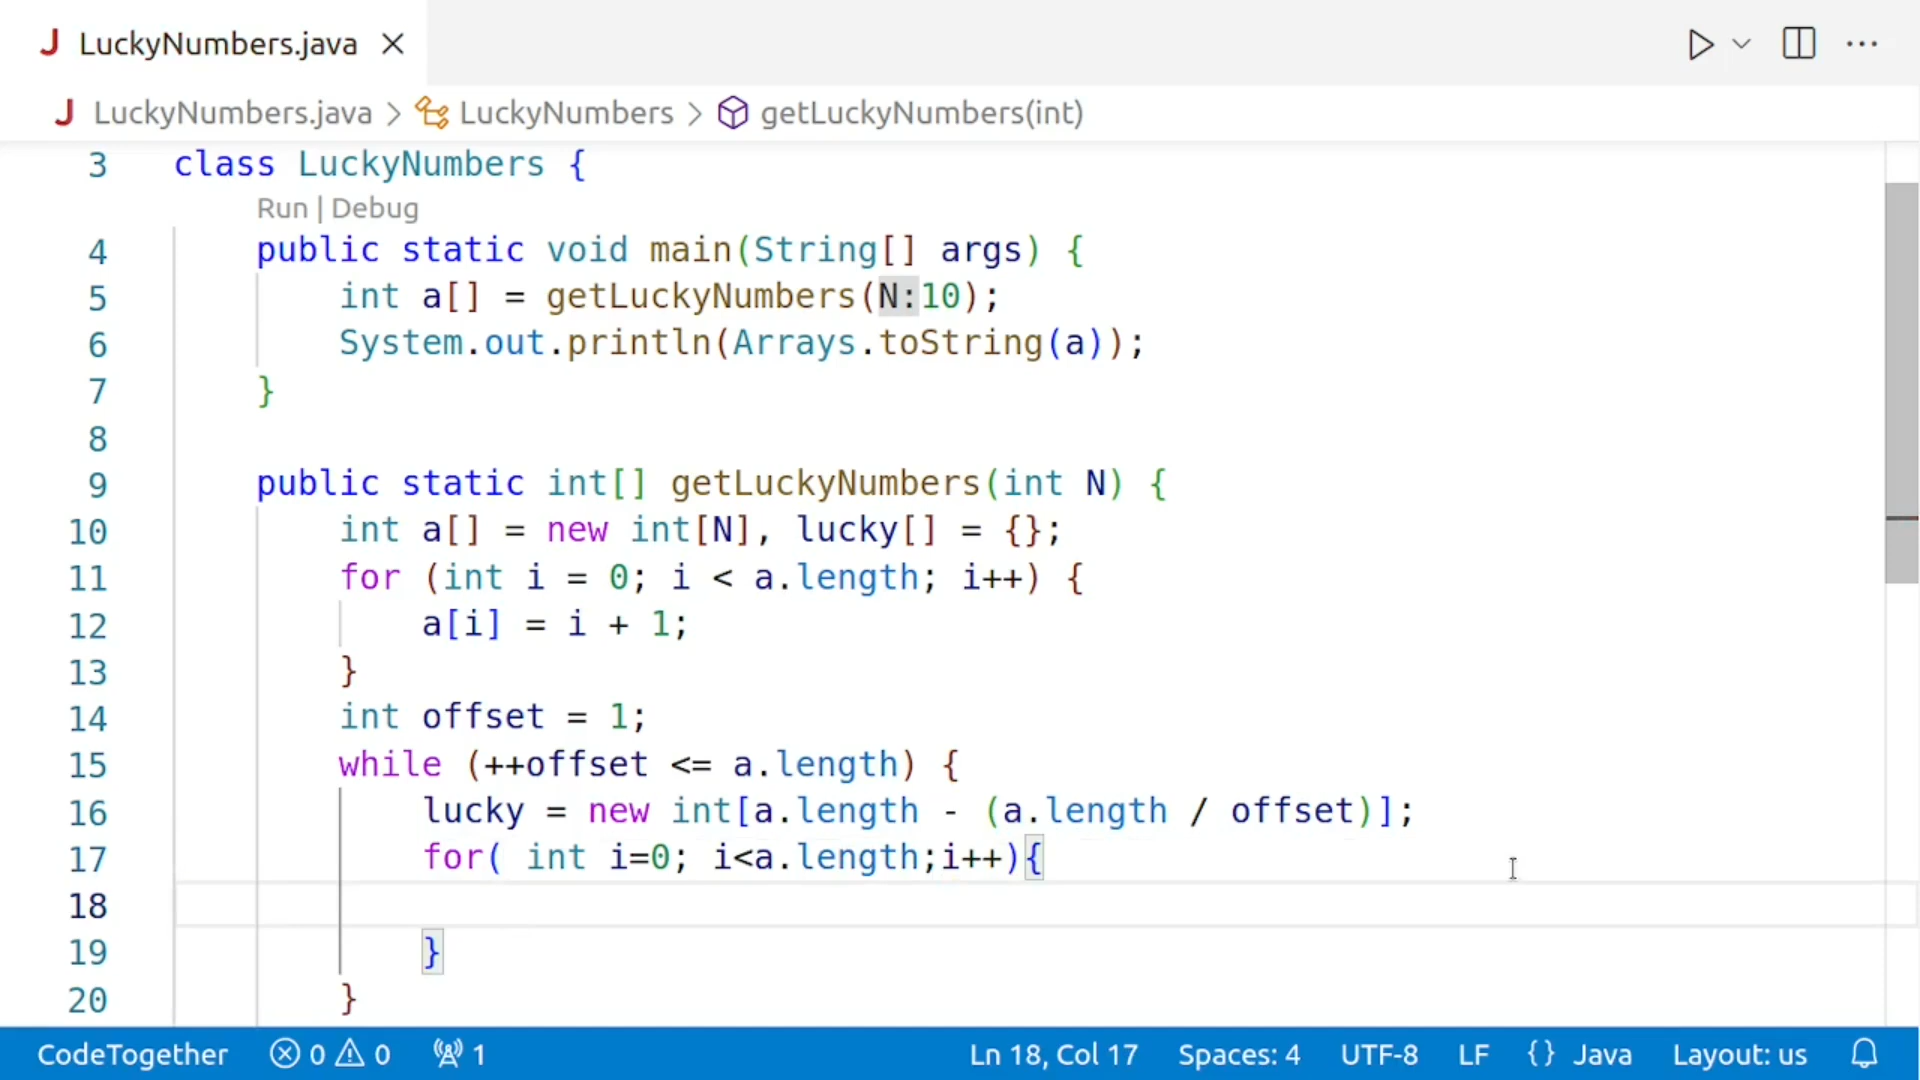 LuckyNumbers.java
LuckyNumbers.java > LuckyNumbers > getLuckyNumbers(int)
3 class LuckyNumbers {
Run | Debug
4 public static void main(String[] args) {
5 int a[] = getLuckyNumbers(N:10);
6 System.out.println(Arrays.toString(a));
7 }
8
9 public static int[] getLuckyNumbers(int N) {
10 int a[] = new int[N], lucky[] = {};
11 for (int i = 0; i < a.length; i++) {
12 a[i] = i + 1;
13 }
14 int offset = 1;
15 while (++offset <= a.length) {
16 lucky = new int[a.length - (a.length / offset)];
17 for( int i=0; i<a.length;i++){
18
19 }
20 }
CodeTogether 0 0 1 Ln 18, Col 17 Spaces: 4 UTF-8 LF {} Java Layout: us